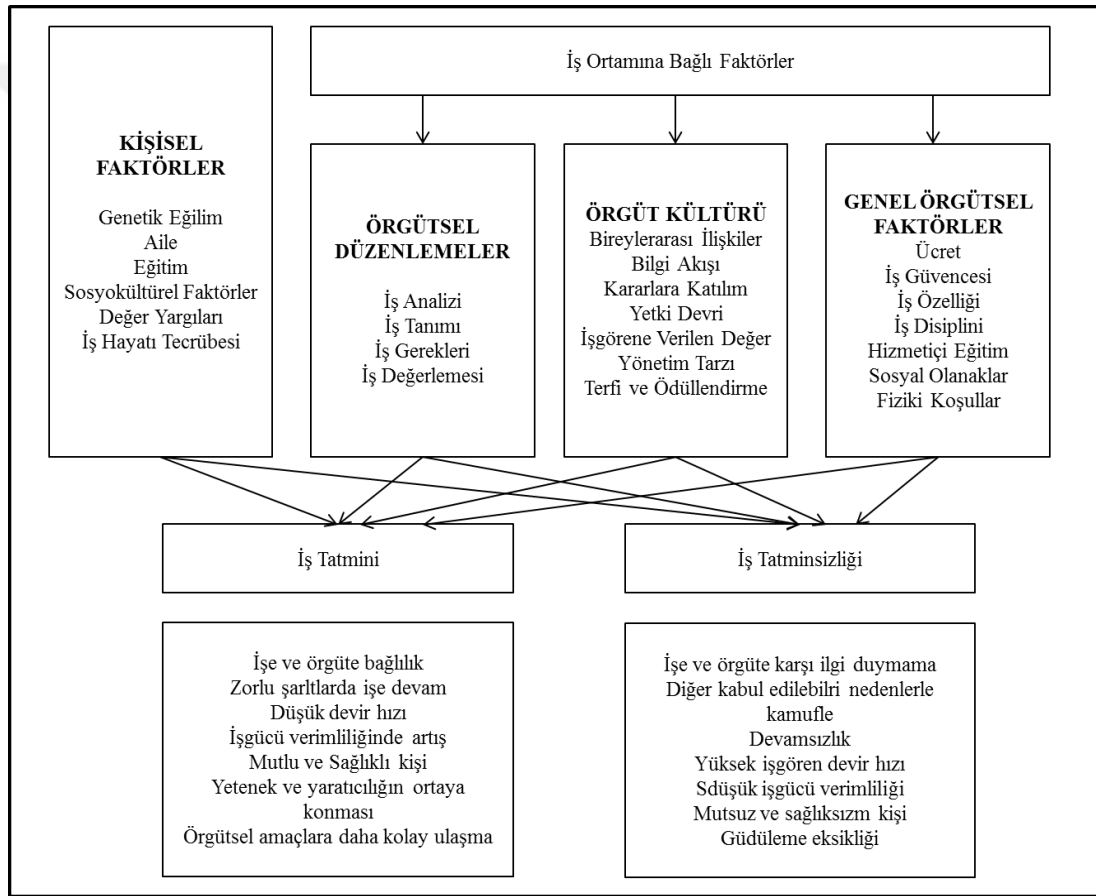 İş Ortamına Bağlı Faktörler
KİŞİSEL
FAKTÖRLER
Genetik Eğilim
Aile
Eğitim
Sosyokültürel Faktörler
Değer Yargıları
İş Hayatı Tecrübesi
ÖRGÜTSEL
DÜZENLEMELER
İş Analizi
İş Tanımı
İş Gerekleri
İş Değerlemesi
ÖRGÜT KÜLTÜRÜ
Bireylerarası İlişkiler
Bilgi Akışı
Kararlara Katılım
Yetki Devri
İşgörene Verilen Değer
Yönetim Tarzı
Terfi ve Ödüllendirme
GENEL ÖRGÜTSEL
FAKTÖRLER
Ücret
İş Güvencesi
İş Özelliği
İş Disiplini
Hizmetiçi Eğitim
Sosyal Olanaklar
Fiziki Koşullar
İş Tatmini
İş Tatminsizliği
İşe ve örgüte bağlılık
Zorlu şarltlarda işe devam
Düşük devir hızı
İşgücü verimliliğinde artış
Mutlu ve Sağlıklı kişi
Yetenek ve yaratıcılığın ortaya
konması
Örgütsel amaçlara daha kolay ulaşma
İşe ve örgüte karşı ilgi duymama
Diğer kabul edilebilri nedenlerle
kamufle
Devamsızlık
Yüksek işgören devir hızı
Sdüşük işgücü verimliliği
Mutsuz ve sağlıksızm kişi
Güdüleme eksikliği